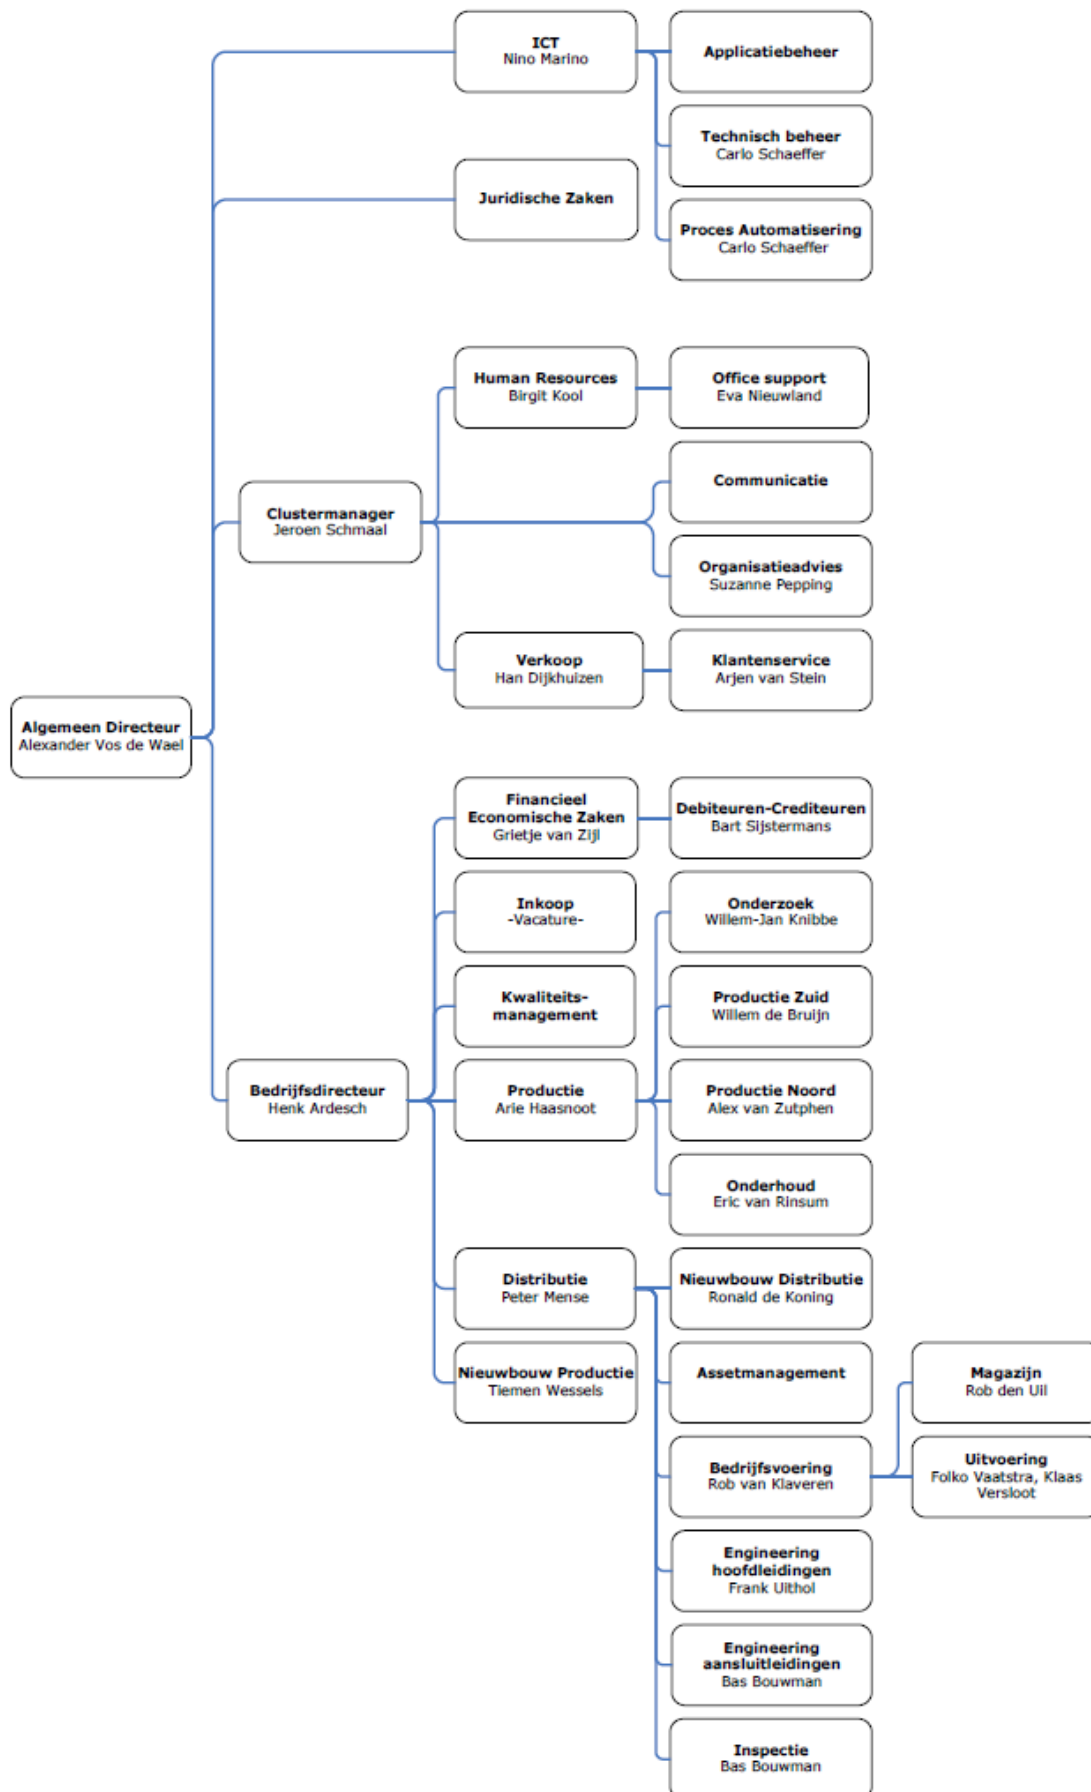 ICT
Nino Marino
Applicatiebeheer
Technisch beheer
Carlo Schaeffer
Juridische Zaken
Proces Automatisering
Carlo Schaeffer
Human Resources
Birgit Kool
Office support
Eva Nieuwland
Communicatie
Clustermanager
Jeroen Schmaal
Organisatieadvies
Suzanne Pepping
Verkoop
Han Dijkhuizen
Klantenservice
Arjen van Stein
Algemeen Directeur
Alexander Vos de Wael
Financieel
Economische Zaken
Grietje van Zijl
Debiteuren-Crediteuren
Bart Sijstermans
Inkoop
-Vacature-
Onderzoek
Willem-Jan Knibbe
Kwaliteits-
management
Productie Zuid
Willem de Bruijn
Bedrijfsdirecteur
Henk Ardesch
Productie
Arie Haasnoot
Productie Noord
Alex van Zutphen
Onderhoud
Eric van Rinsum
Distributie
Peter Mense
Nieuwbouw Distributie
Ronald de Koning
Nieuwbouw Productie
Tiemen Wessels
Assetmanagement
Magazijn
Rob den Uil
Bedrijfsvoering
Rob van Klaveren
Uitvoering
Folko Vaatstra, Klaas
Versloot
Engineering
hoofdleidingen
Frank Uithol
Engineering
aansluitleidingen
Bas Bouwman
Inspectie
Bas Bouwman